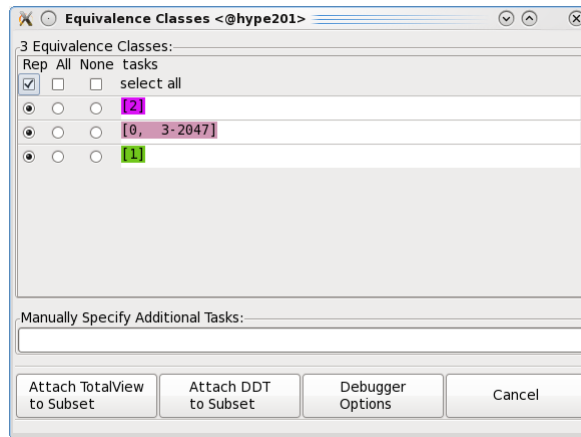 Equivalence Classes <@hype201>
3 Equivalence Classes:
Rep All None tasks
select all
[2]
[0, 3-2047]
[1]
Manually Specify Additional Tasks:
Attach TotalView to Subset
Attach DDT to Subset
Debugger Options
Cancel